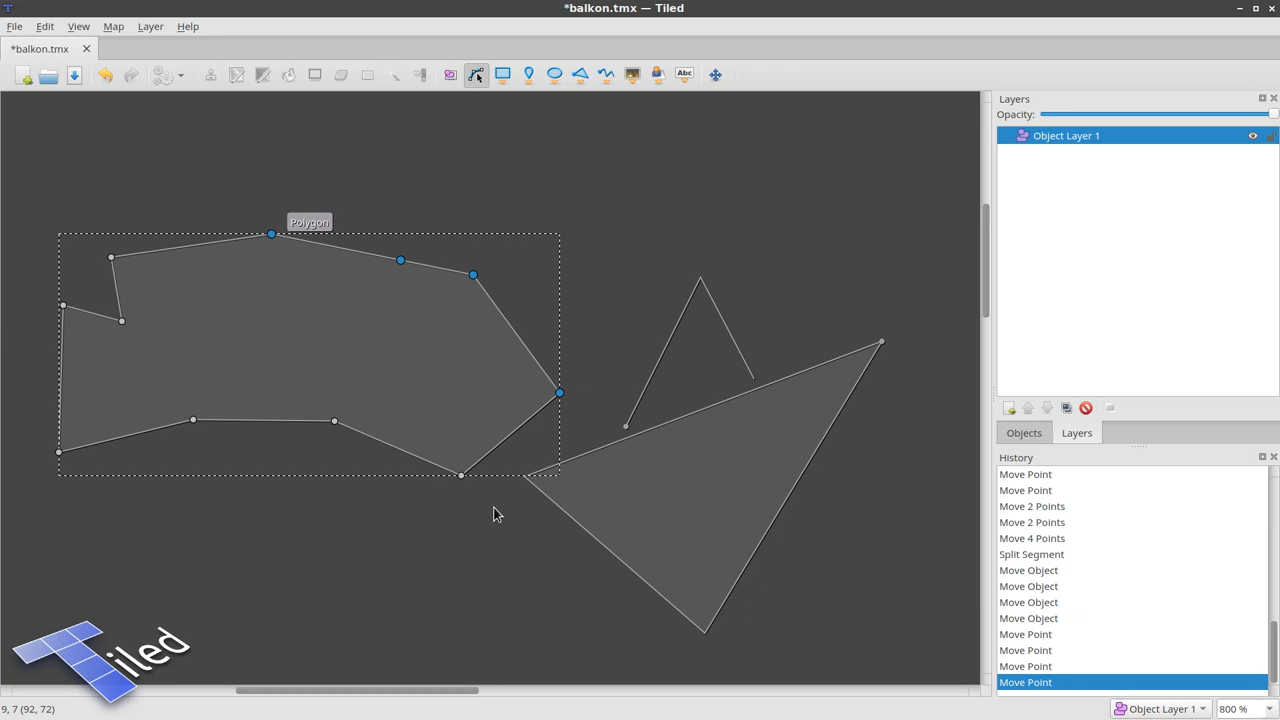 *balkon.tmx — Tiled
File Edit View Map Layer Help
*balkon.tmx
Abc
Layers
Opacity:
Object Layer 1
Polygon
Objects Layers
History
Move Point
Move Point
Move 2 Points
Move 2 Points
Move 4 Points
Split Segment
Move Object
Move Object
Move Object
Move Object
Move Point
Move Point
Move Point
Move Point
Tiled
9, 7 (92, 72)
Object Layer 1
800 %